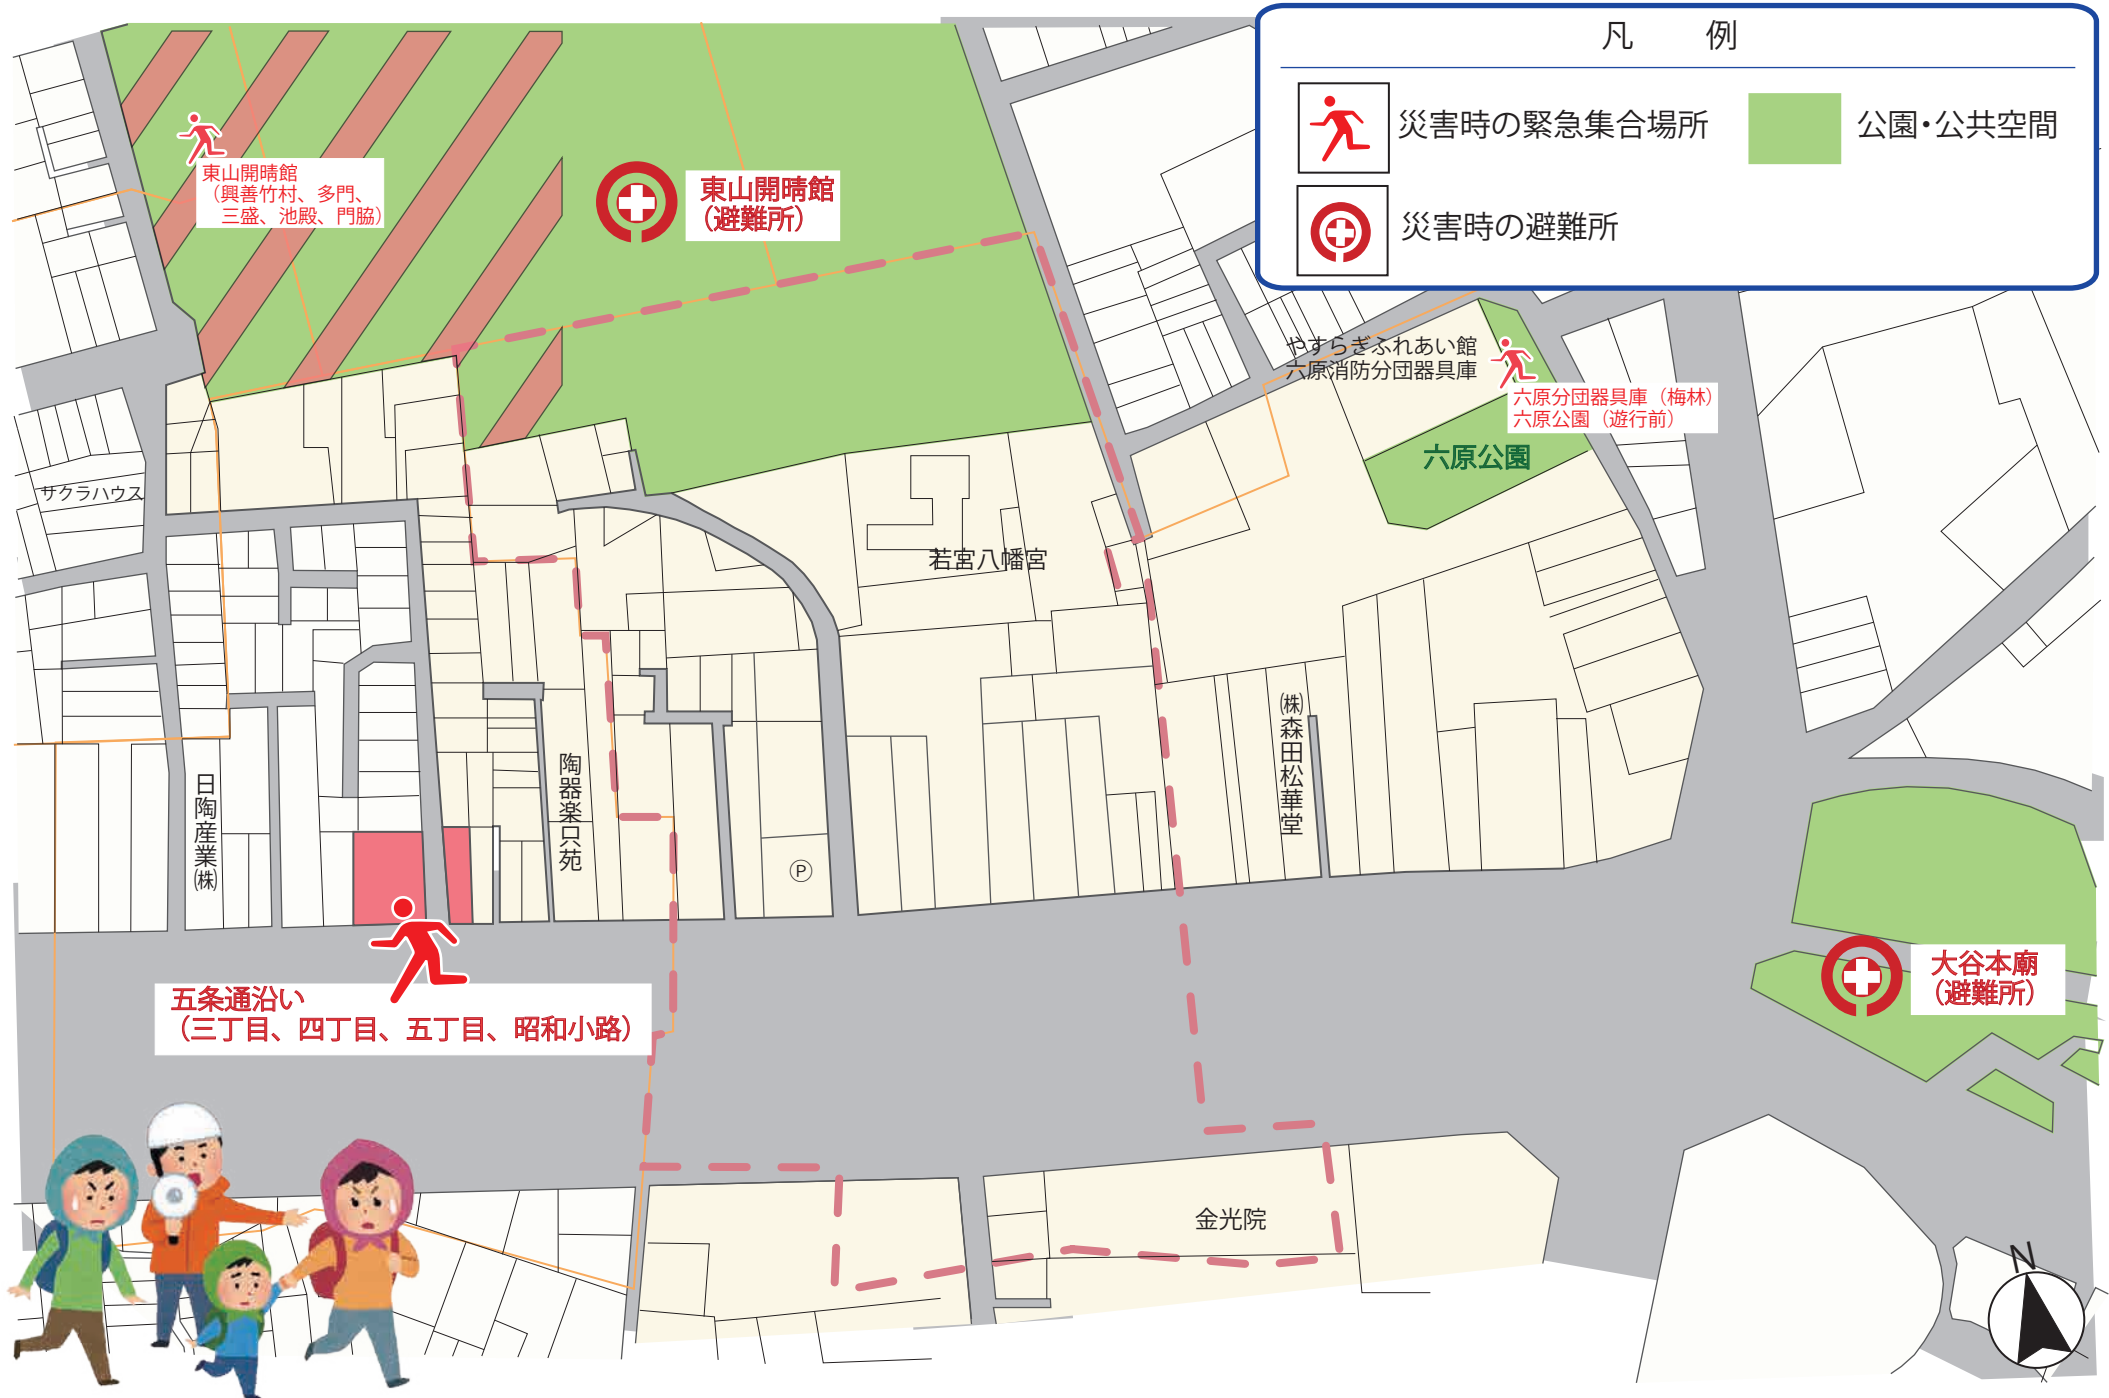 凡　例
災害時の緊急集合場所
公園・公共空間
災害時の避難所
東山開晴館
（興善竹村、多門、
三盛、池殿、門脇）
東山開晴館
（避難所）
やすらぎふれあい館
六原消防分団器具庫
六原分団器具庫（梅林）
六原公園（遊行前）
六原公園
サクラハウス
若宮八幡宮
㈱森田松華堂
陶器楽只苑
日陶産業㈱
Ⓟ
大谷本廟
（避難所）
五条通沿い
（三丁目、四丁目、五丁目、昭和小路）
金光院
N